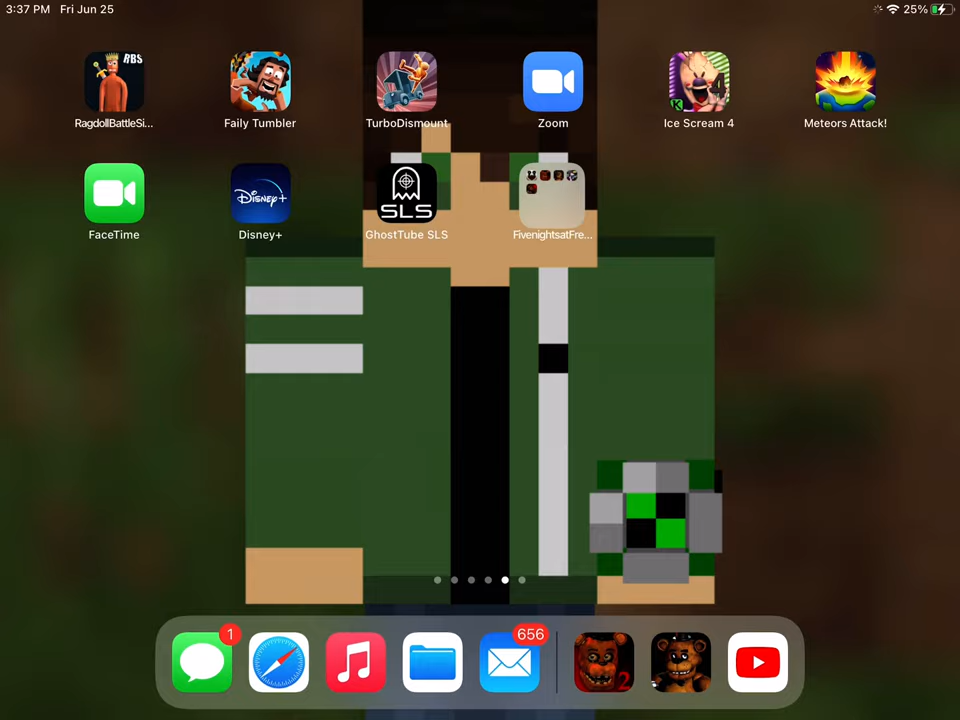 3:37 PM Fri Jun 25 25%
RBS
RagdollBattleSi... Faily Tumbler TurboDismount Zoom Ice Scream 4 Meteors Attack!
K
Disney+
SLS
FaceTime Disney+ GhostTube SLS FivenightsatFre...
1 656
2